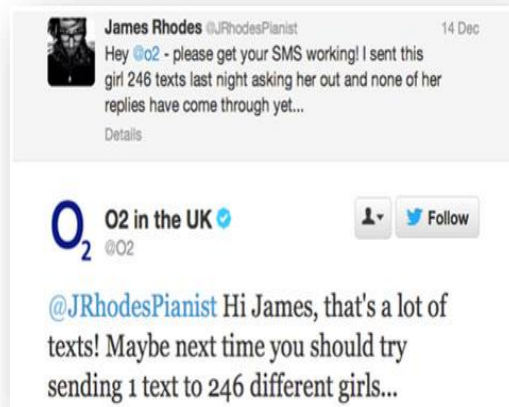 James Rhodes @JRhodesPianist 14 Dec
Hey @o2 - please get your SMS working! I sent this
girl 246 texts last night asking her out and none of her
replies have come through yet...
Details
O2 O2 in the UK Follow
@O2
@JRhodesPianist Hi James, that's a lot of
texts! Maybe next time you should try
sending 1 text to 246 different girls...